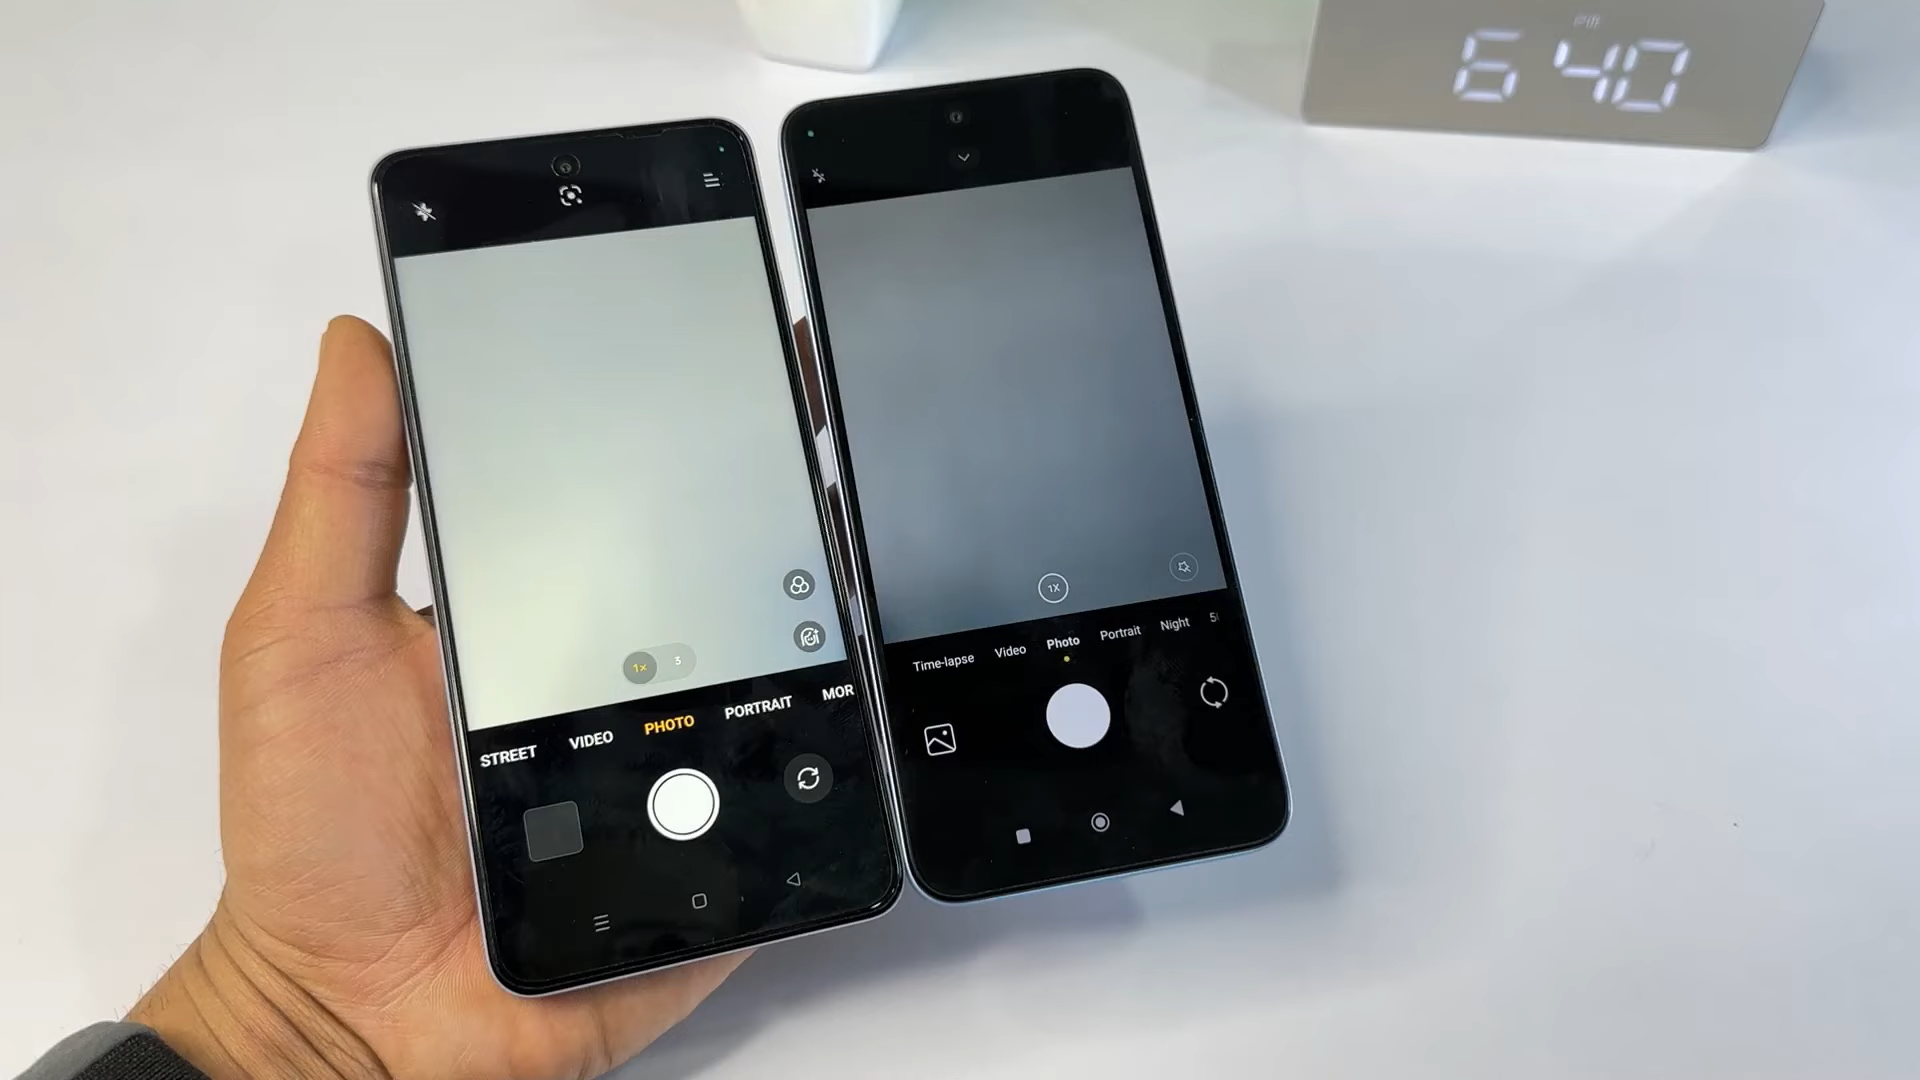 6 40
1×
3
STREET VIDEO PHOTO PORTRAIT MOR
1X
Time-lapse Video Photo Portrait Night